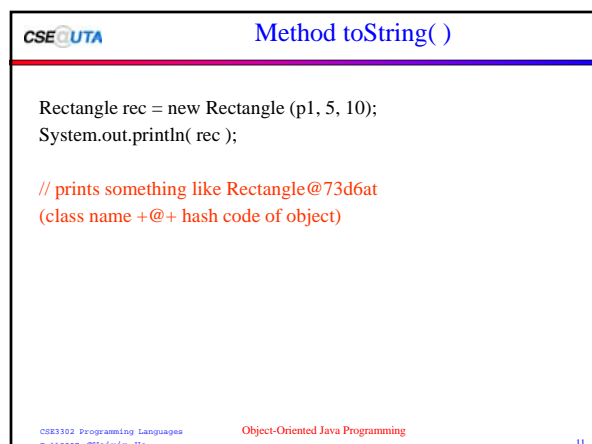 CSE@UTA
Method toString( )
Rectangle rec = new Rectangle (p1, 5, 10);
System.out.println( rec );
// prints something like Rectangle@73d6at
(class name +@+ hash code of object)
CSE3302 Programming Languages
Object-Oriented Java Programming
11